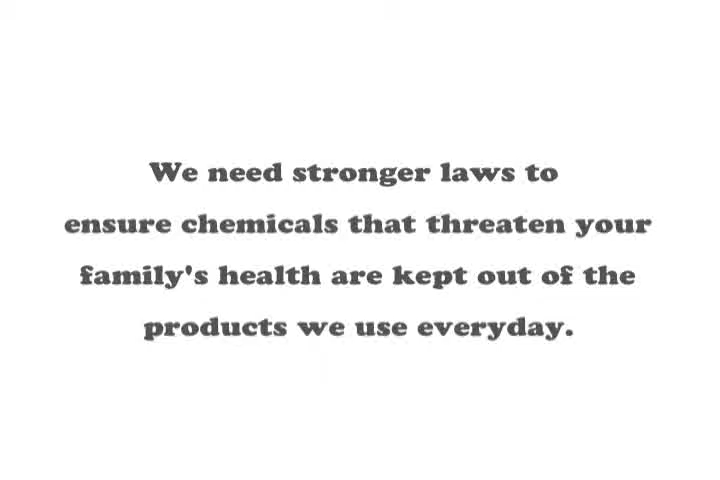 We need stronger laws to
ensure chemicals that threaten your
family's health are kept out of the
products we use everyday.